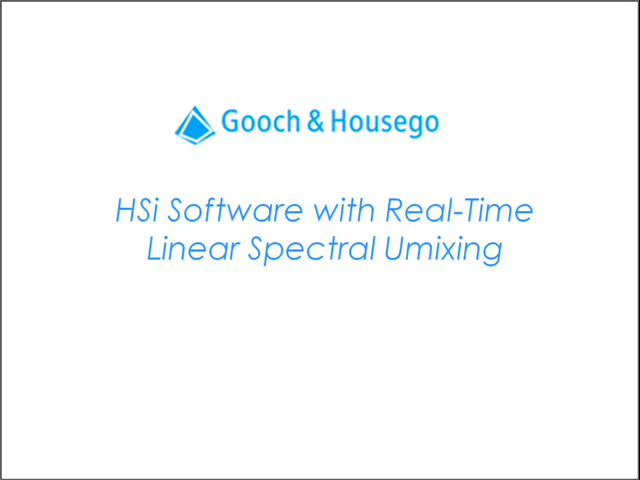 Gooch & Housego
HSi Software with Real-Time
Linear Spectral Umixing